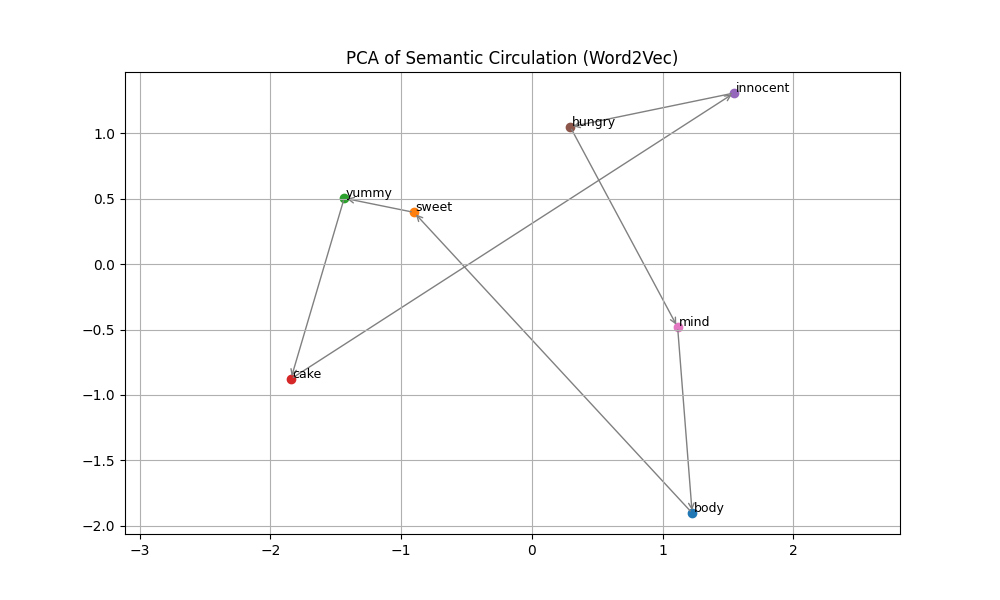 PCA of Semantic Circulation (Word2Vec)
innocent
hungry
yummy
sweet
mind
cake
body
1.0
0.5
0.0
−0.5
−1.0
−1.5
−2.0
−3
−2
−1
0
1
2